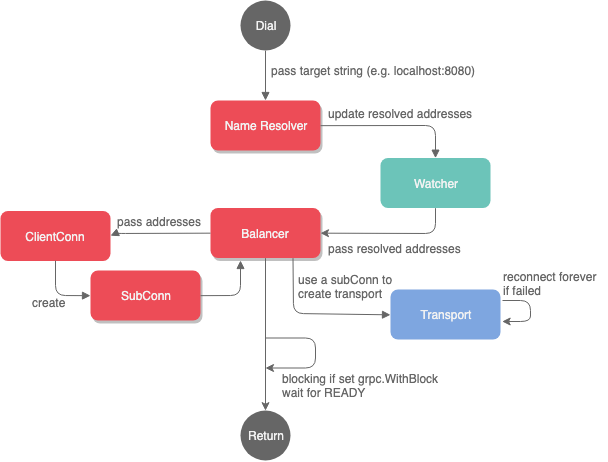 Dial
pass target string (e.g. localhost:8080)
Name Resolver
update resolved addresses
Watcher
pass resolved addresses
Balancer
pass addresses
ClientConn
create
SubConn
use a subConn to
create transport
Transport
reconnect forever
if failed
blocking if set grpc.WithBlock
wait for READY
Return